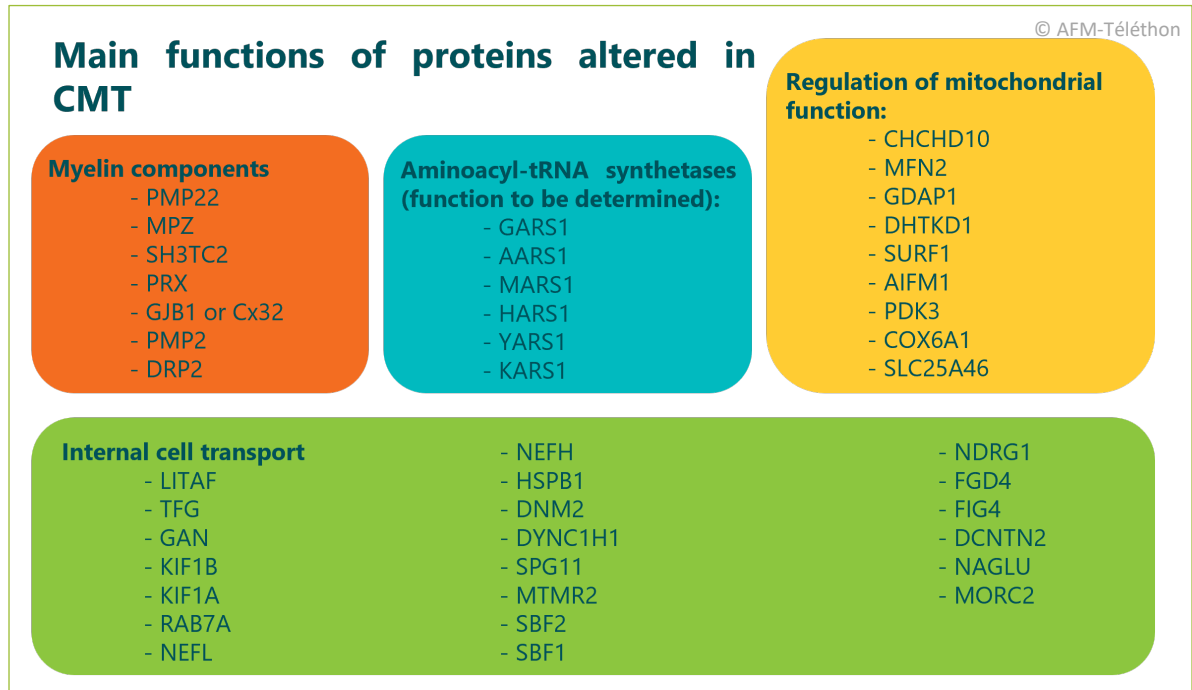 © AFM-Téléthon
Main functions of proteins altered in
CMT
Myelin components
- PMP22
- MPZ
- SH3TC2
- PRX
- GJB1 or Cx32
- PMP2
- DRP2
Aminoacyl-tRNA synthetases
(function to be determined):
- GARS1
- AARS1
- MARS1
- HARS1
- YARS1
- KARS1
Regulation of mitochondrial
function:
- CHCHD10
- MFN2
- GDAP1
- DHTKD1
- SURF1
- AIFM1
- PDK3
- COX6A1
- SLC25A46
Internal cell transport
- LITAF
- TFG
- GAN
- KIF1B
- KIF1A
- RAB7A
- NEFL
- NEFH
- HSPB1
- DNM2
- DYNC1H1
- SPG11
- MTMR2
- SBF2
- SBF1
- NDRG1
- FGD4
- FIG4
- DCNTN2
- NAGLU
- MORC2